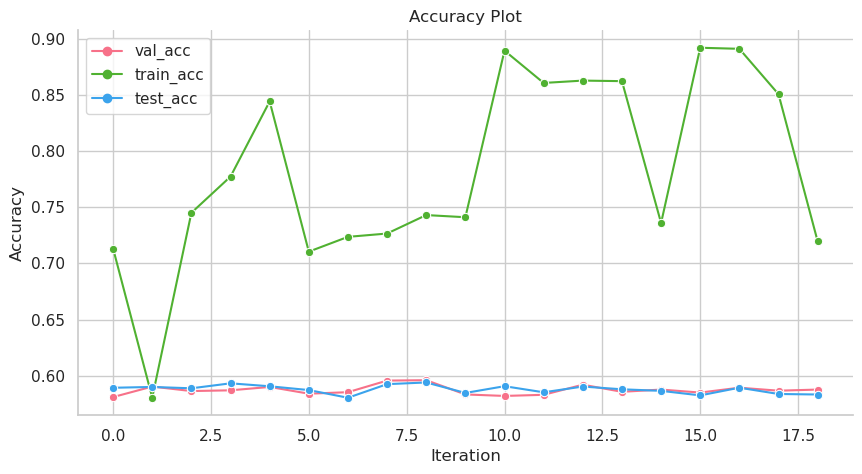 Accuracy Plot
val_acc
train_acc
test_acc
0.90
0.85
0.80
0.75
0.70
0.65
0.60
Accuracy
0.0 2.5 5.0 7.5 10.0 12.5 15.0 17.5
Iteration